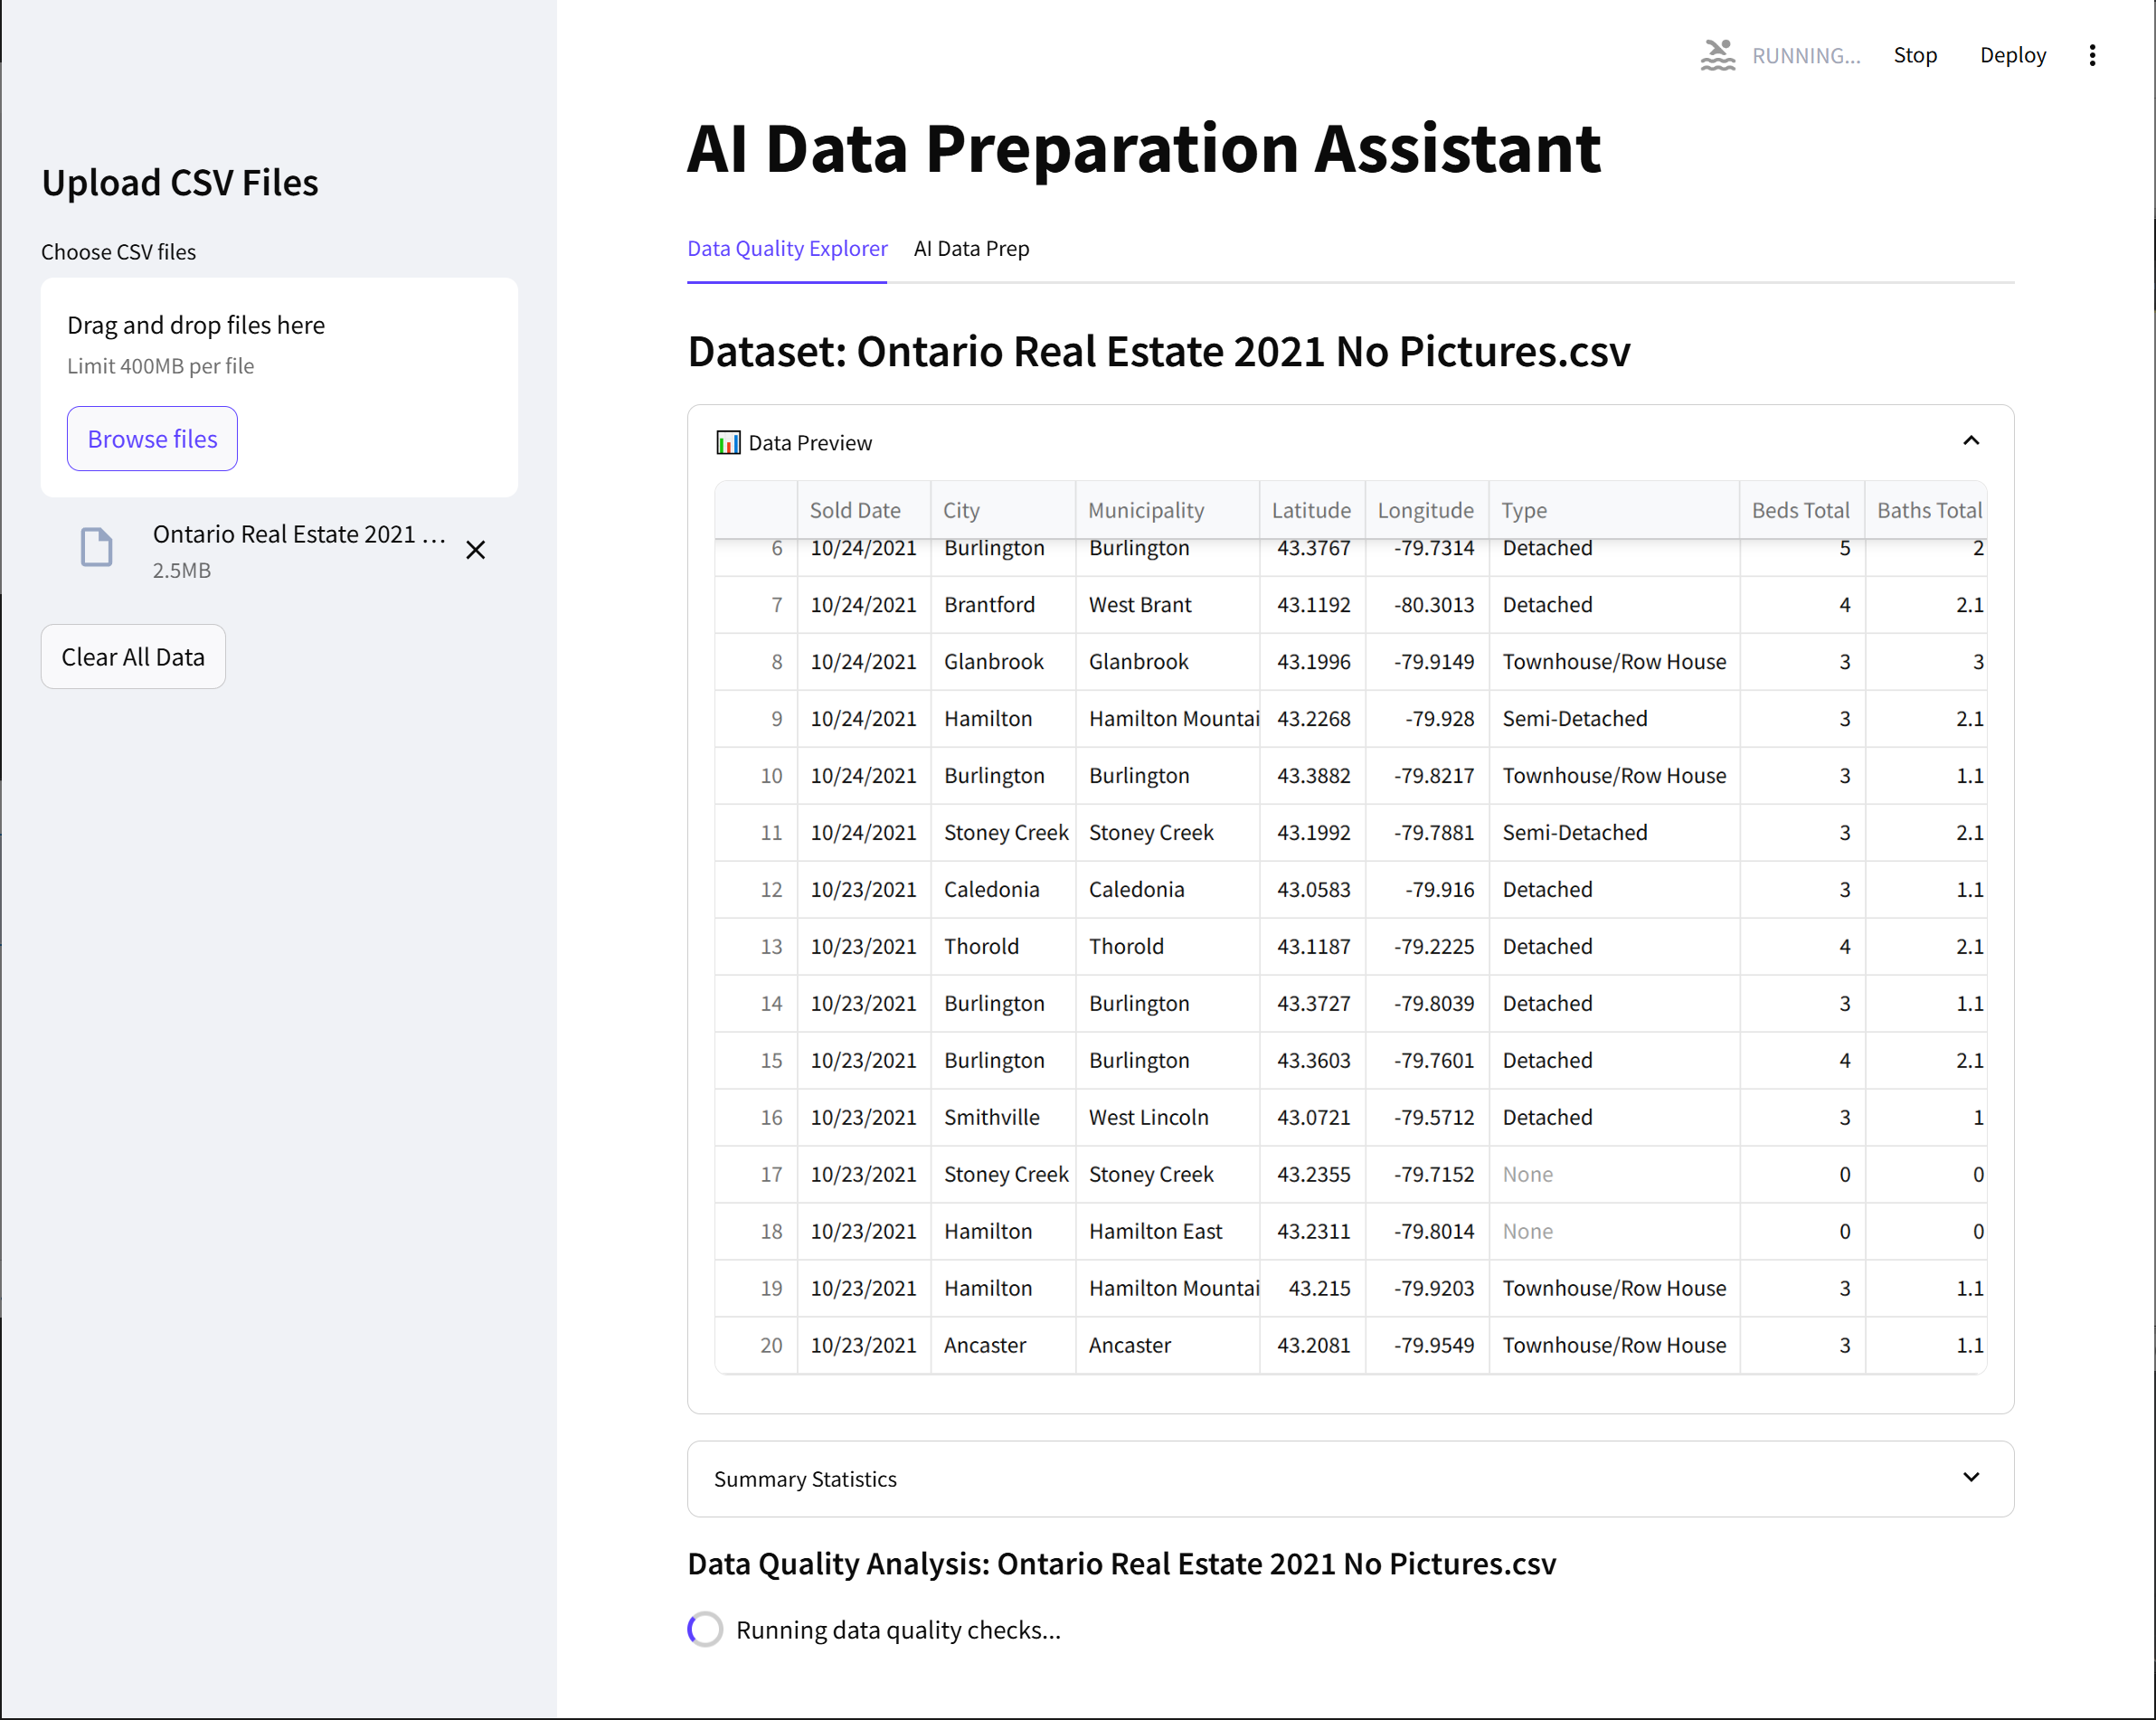 RUNNING... Stop Deploy
Upload CSV Files
Choose CSV files
Drag and drop files here
Limit 400MB per file
Browse files
Ontario Real Estate 2021 ...
2.5MB
Clear All Data
AI Data Preparation Assistant
Data Quality Explorer AI Data Prep
Dataset: Ontario Real Estate 2021 No Pictures.csv
Data Preview
Sold Date City Municipality Latitude Longitude Type Beds Total Baths Total
6 10/24/2021 Burlington Burlington 43.3767 -79.7314 Detached 5 2
7 10/24/2021 Brantford West Brant 43.1192 -80.3013 Detached 4 2.1
8 10/24/2021 Glanbrook Glanbrook 43.1996 -79.9149 Townhouse/Row House 3 3
9 10/24/2021 Hamilton Hamilton Mountai 43.2268 -79.928 Semi-Detached 3 2.1
10 10/24/2021 Burlington Burlington 43.3882 -79.8217 Townhouse/Row House 3 1.1
11 10/24/2021 Stoney Creek Stoney Creek 43.1992 -79.7881 Semi-Detached 3 2.1
12 10/23/2021 Caledonia Caledonia 43.0583 -79.916 Detached 3 1.1
13 10/23/2021 Thorold Thorold 43.1187 -79.2225 Detached 4 2.1
14 10/23/2021 Burlington Burlington 43.3727 -79.8039 Detached 3 1.1
15 10/23/2021 Burlington Burlington 43.3603 -79.7601 Detached 4 2.1
16 10/23/2021 Smithville West Lincoln 43.0721 -79.5712 Detached 3 1
17 10/23/2021 Stoney Creek Stoney Creek 43.2355 -79.7152 None 0 0
18 10/23/2021 Hamilton Hamilton East 43.2311 -79.8014 None 0 0
19 10/23/2021 Hamilton Hamilton Mountai 43.215 -79.9203 Townhouse/Row House 3 1.1
20 10/23/2021 Ancaster Ancaster 43.2081 -79.9549 Townhouse/Row House 3 1.1
Summary Statistics
Data Quality Analysis: Ontario Real Estate 2021 No Pictures.csv
Running data quality checks...